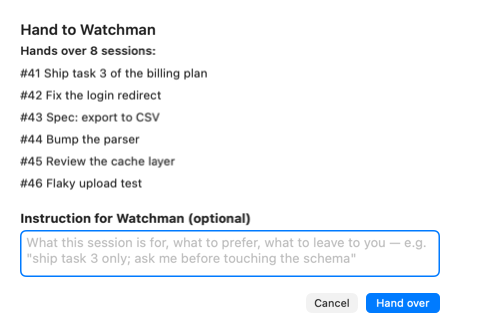 Hand to Watchman
Hands over 8 sessions:
#41 Ship task 3 of the billing plan
#42 Fix the login redirect
#43 Spec: export to CSV
#44 Bump the parser
#45 Review the cache layer
#46 Flaky upload test
Instruction for Watchman (optional)
What this session is for, what to prefer, what to leave to you — e.g.
"ship task 3 only; ask me before touching the schema"
Cancel Hand over